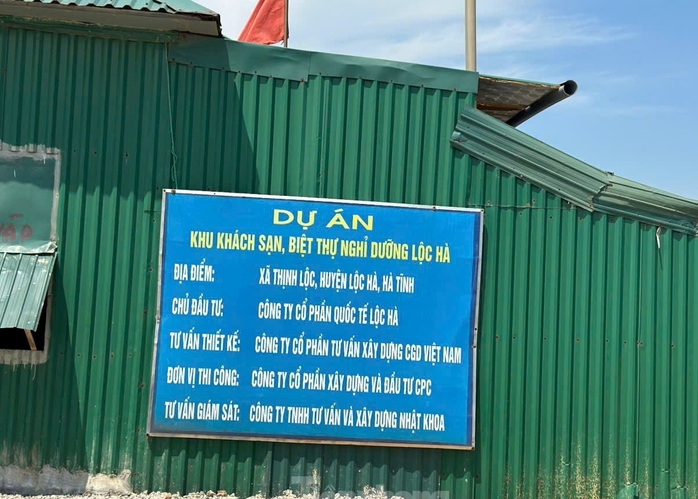 DỰ ÁN
KHU KHÁCH SẠN, BIỆT THỰ NGHỈ DƯỠNG LỘC HÀ
ĐỊA ĐIỂM: XÃ THỊNH LỘC, HUYỆN LỘC HÀ, HÀ TĨNH
CHỦ ĐẦU TƯ: CÔNG TY CỔ PHẦN QUỐC TẾ LỘC HÀ
TƯ VẤN THIẾT KẾ: CÔNG TY CỔ PHẦN TƯ VẤN XÂY DỰNG CGD VIỆT NAM
ĐƠN VỊ THI CÔNG: CÔNG TY CỔ PHẦN XÂY DỰNG VÀ ĐẦU TƯ CPC
TƯ VẤN GIÁM SÁT: CÔNG TY TNHH TƯ VẤN VÀ XÂY DỰNG NHẬT KHOA